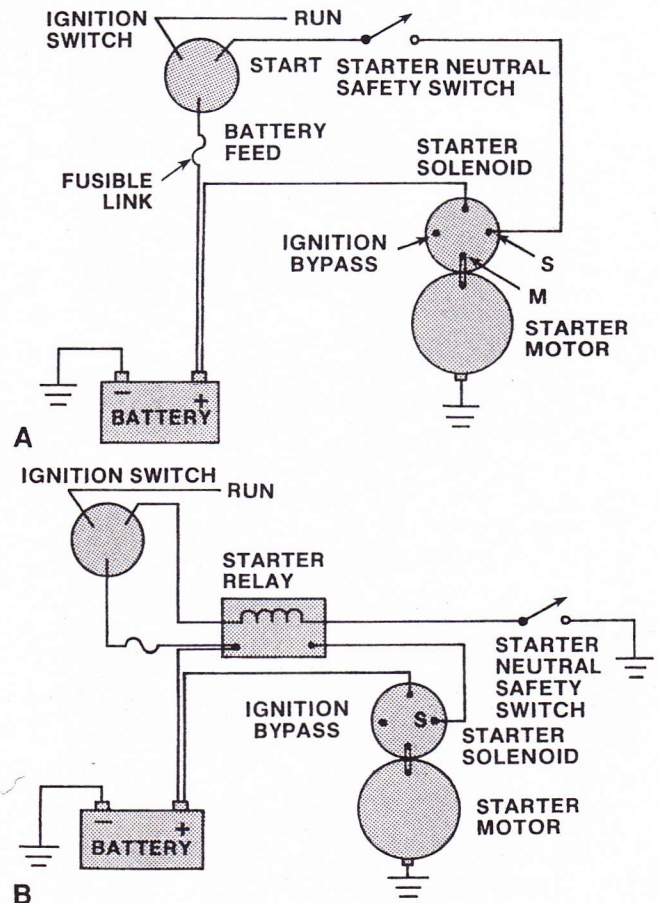 IGNITION
SWITCH
RUN
START
STARTER NEUTRAL
SAFETY SWITCH
BATTERY
FEED
FUSIBLE
LINK
STARTER
SOLENOID
IGNITION
BYPASS
S
M
STARTER
MOTOR
–
+
BATTERY
A
IGNITION SWITCH
RUN
STARTER
RELAY
STARTER
NEUTRAL
SAFETY
SWITCH
IGNITION
BYPASS
S
STARTER
SOLENOID
STARTER
MOTOR
–
+
BATTERY
B